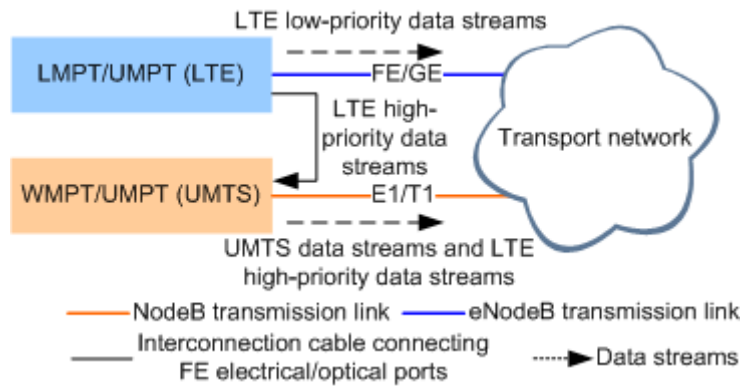 LTE low-priority data streams
LMPT/UMPT (LTE)
FE/GE
LTE high-
priority data
streams
Transport network
WMPT/UMPT (UMTS)
E1/T1
UMTS data streams and LTE
high-priority data streams
NodeB transmission link
eNodeB transmission link
Interconnection cable connecting
FE electrical/optical ports
Data streams